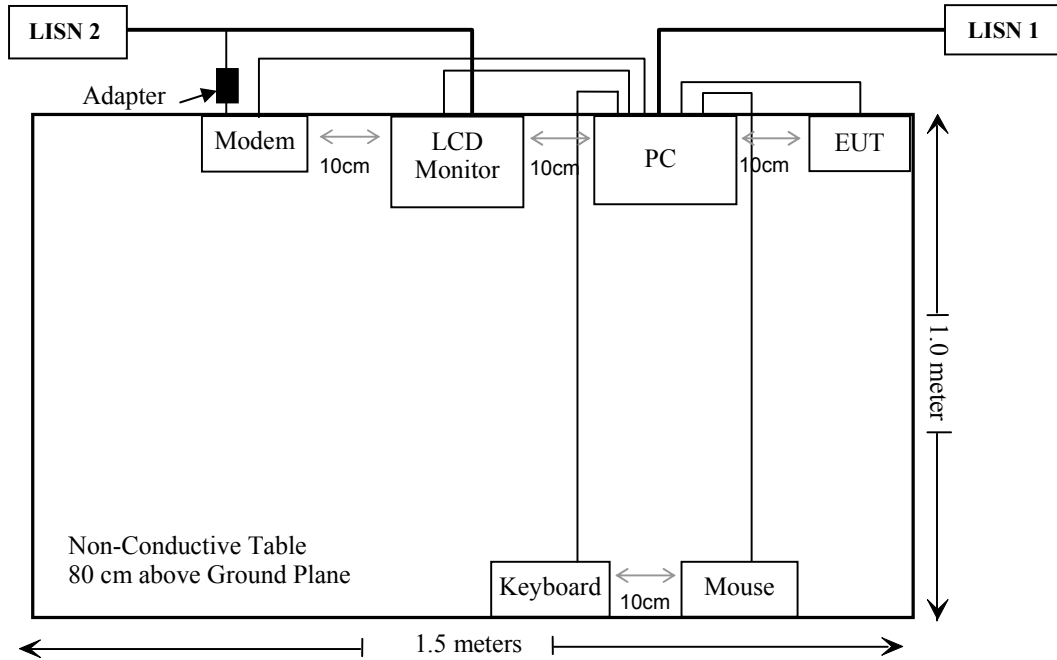 LISN 2
LISN 1
Adapter
Modem
10cm
LCD
Monitor
10cm
PC
10cm
EUT
1.0 meter
Non-Conductive Table
80 cm above Ground Plane
Keyboard
10cm
Mouse
1.5 meters